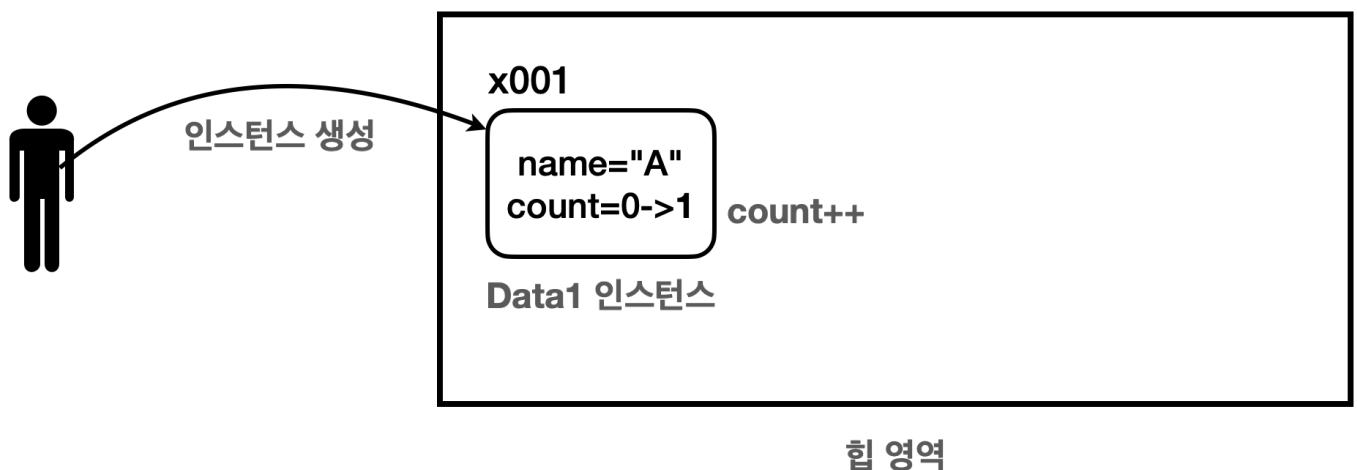 x001
인스턴스 생성
name="A"
count=0->1
count++
Data1 인스턴스
힙 영역